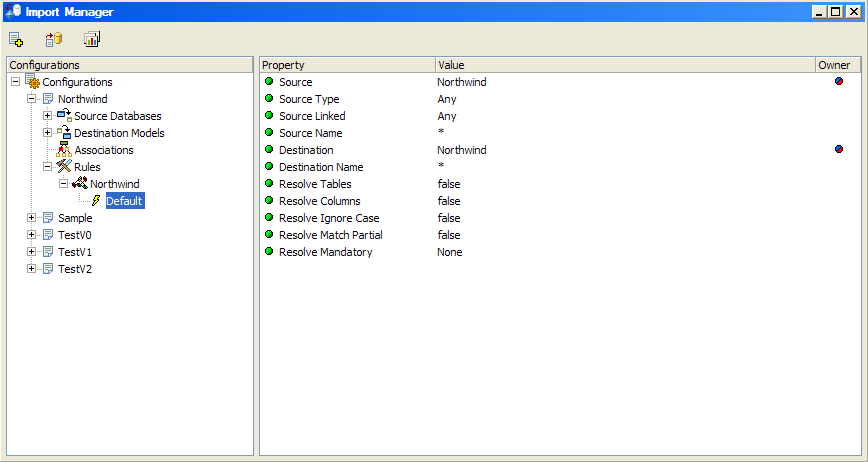 Import Manager
Configurations
Configurations
Northwind
Source Databases
Destination Models
Associations
Rules
Northwind
Default
Sample
TestV0
TestV1
TestV2
Property Value Owner
Source Northwind
Source Type Any
Source Linked Any
Source Name *
Destination Northwind
Destination Name *
Resolve Tables false
Resolve Columns false
Resolve Ignore Case false
Resolve Match Partial false
Resolve Mandatory None